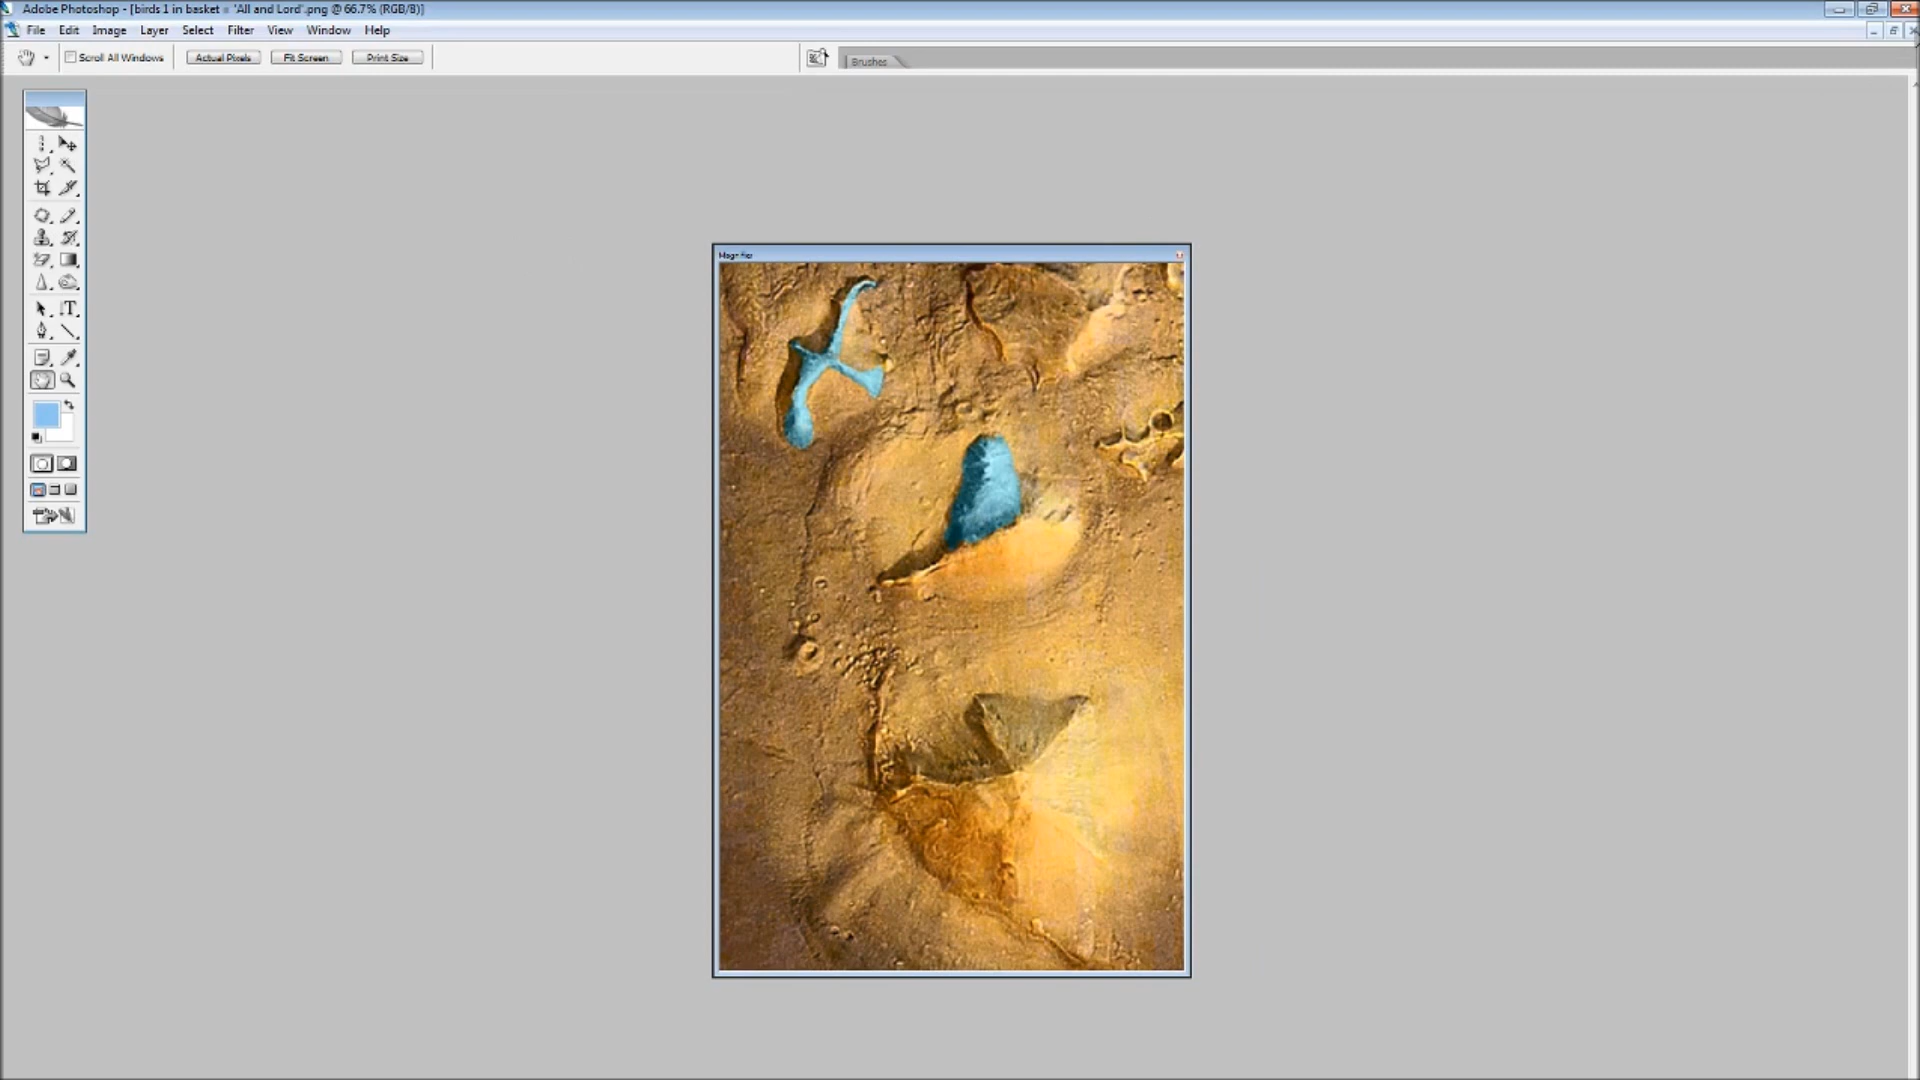 Adobe Photoshop - [birds 1 in basket = 'All and Lord'.png @ 66.7% (RGB/8)]
File Edit Image Layer Select Filter View Window Help
Scroll All Windows Actual Pixels Fit Screen Print Size Brushes
Magnifier